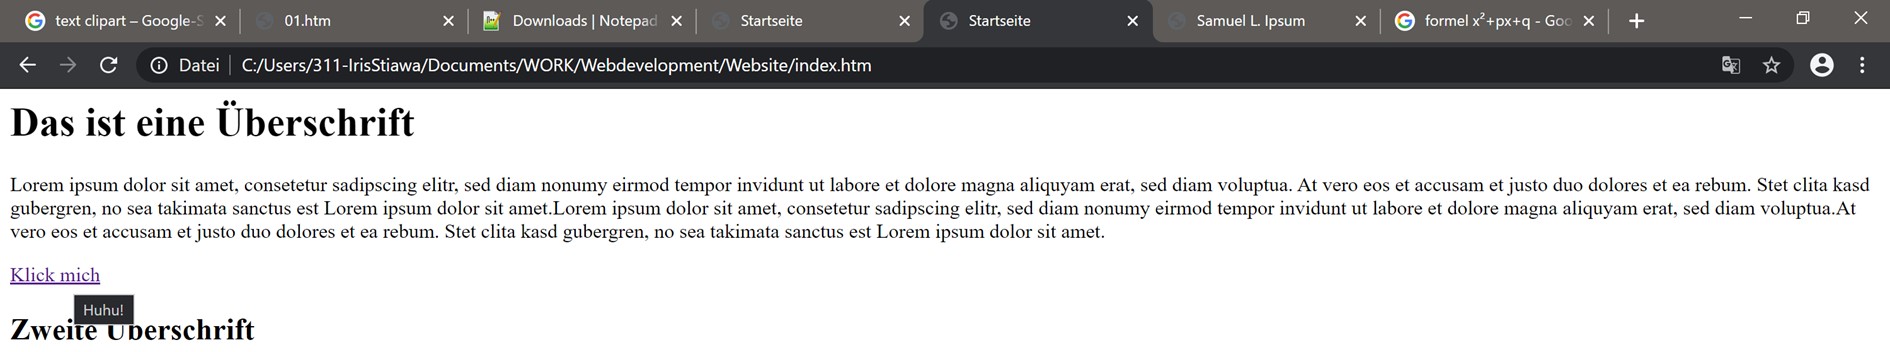 text clipart – Google-S
01.htm
Downloads | Notepad
Startseite
Startseite
Samuel L. Ipsum
formel x²+px+q - Goo
Datei
C:/Users/311-IrisStiawa/Documents/WORK/Webdevelopment/Website/index.htm
Das ist eine Überschrift
Lorem ipsum dolor sit amet, consetetur sadipscing elitr, sed diam nonumy eirmod tempor invidunt ut labore et dolore magna aliquyam erat, sed diam voluptua. At vero eos et accusam et justo duo dolores et ea rebum. Stet clita kasd
gubergren, no sea takimata sanctus est Lorem ipsum dolor sit amet.Lorem ipsum dolor sit amet, consetetur sadipscing elitr, sed diam nonumy eirmod tempor invidunt ut labore et dolore magna aliquyam erat, sed diam voluptua.At
vero eos et accusam et justo duo dolores et ea rebum. Stet clita kasd gubergren, no sea takimata sanctus est Lorem ipsum dolor sit amet.
Klick mich
Huhu!
Zweite Überschrift